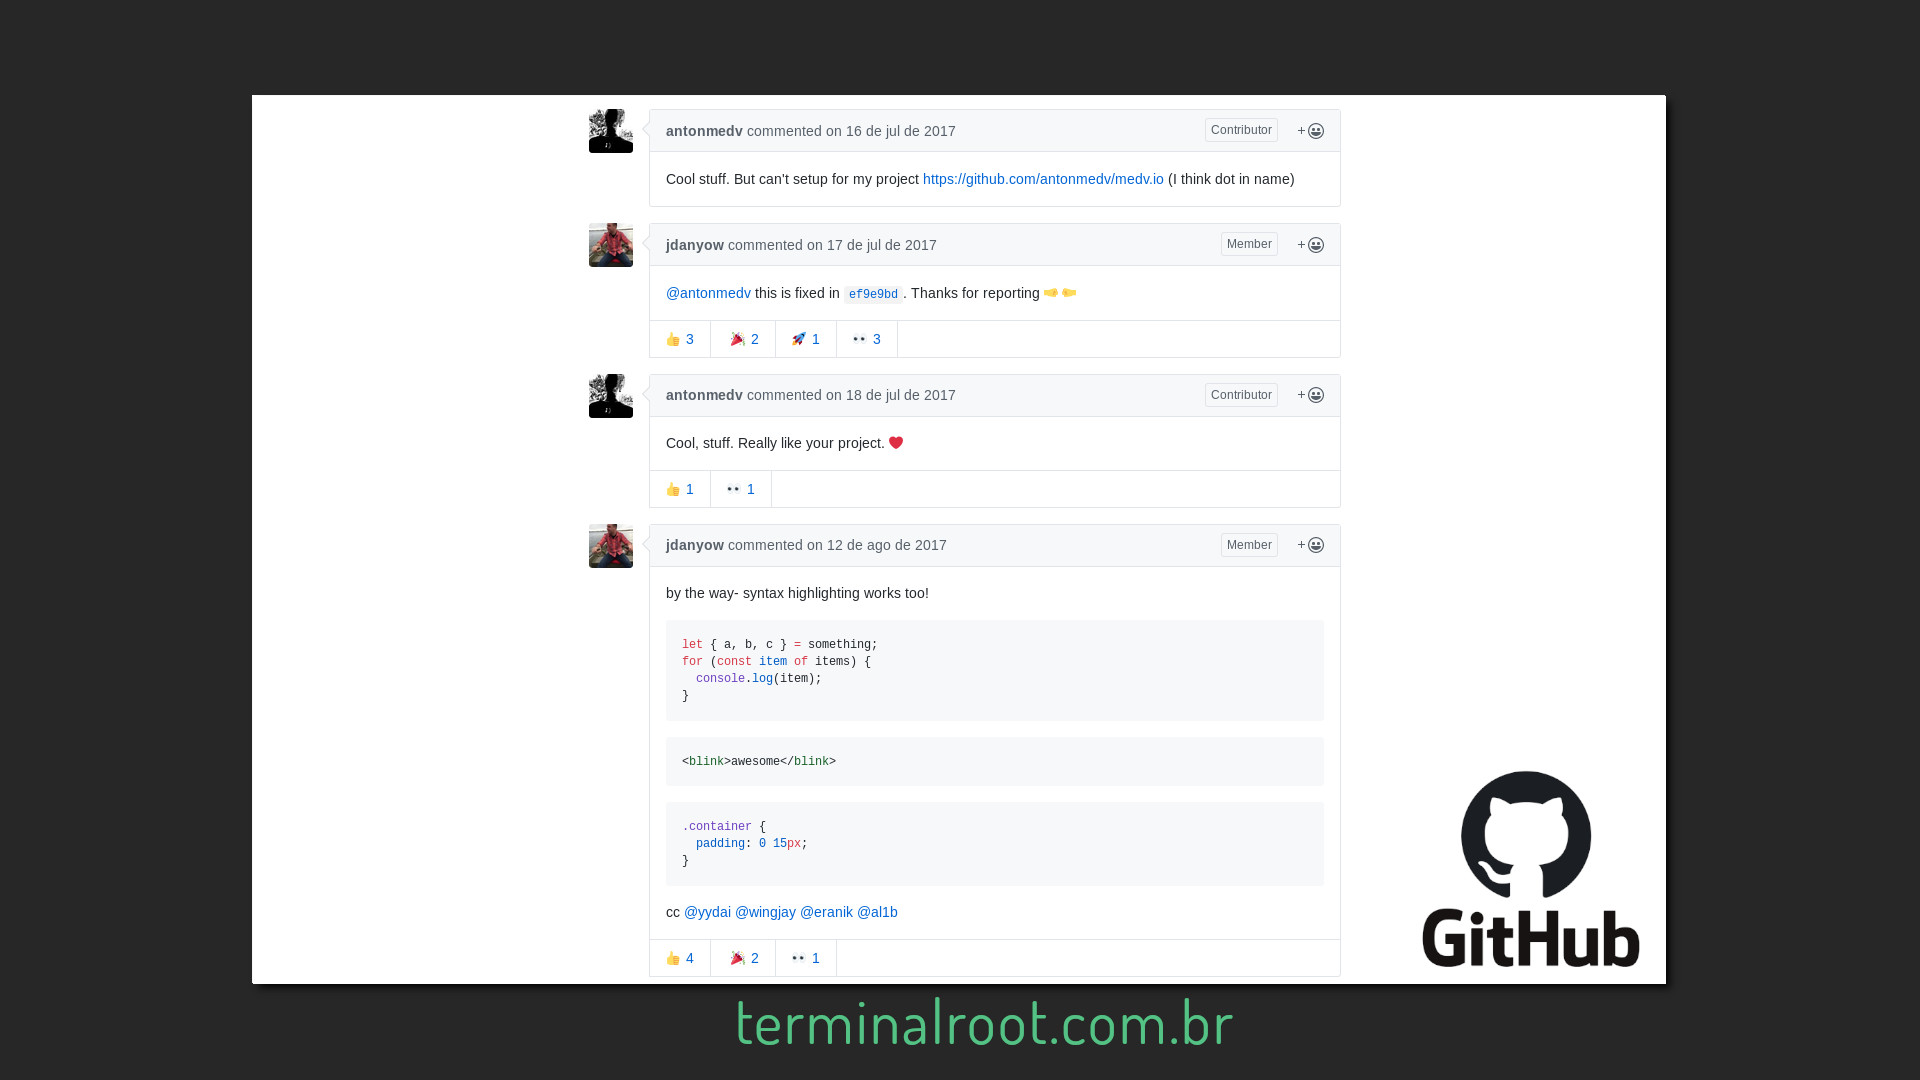 antonmedv commented on 16 de jul de 2017 Contributor +
Cool stuff. But can't setup for my project https://github.com/antonmedv/medv.io (I think dot in name)
jdanyow commented on 17 de jul de 2017 Member +
@antonmedv this is fixed in ef9e9bd. Thanks for reporting 🤜🤛
👍 3 🎉 2 🚀 1 👀 3
antonmedv commented on 18 de jul de 2017 Contributor +
Cool, stuff. Really like your project. ❤️
👍 1 👀 1
jdanyow commented on 12 de ago de 2017 Member +
by the way- syntax highlighting works too!
let { a, b, c } = something;
for (const item of items) {
  console.log(item);
}
<blink>awesome</blink>
.container {
  padding: 0 15px;
}
cc @yydai @wingjay @eranik @al1b
👍 4 🎉 2 👀 1
GitHub
terminalroot.com.br